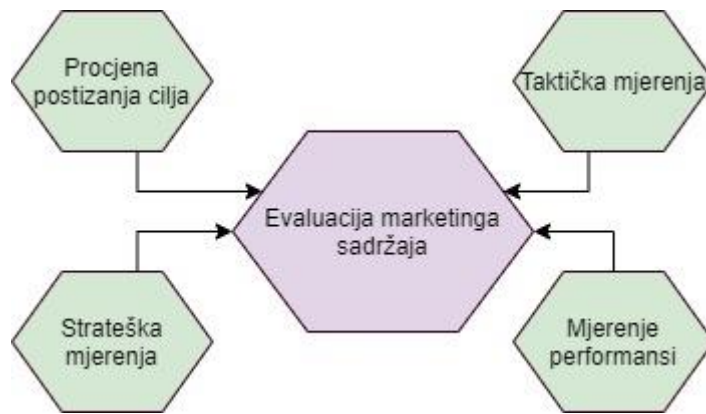 Procjena
postizanja cilja
Taktička mjerenja
Evaluacija marketinga
sadržaja
Strateška
mjerenja
Mjerenje
performansi